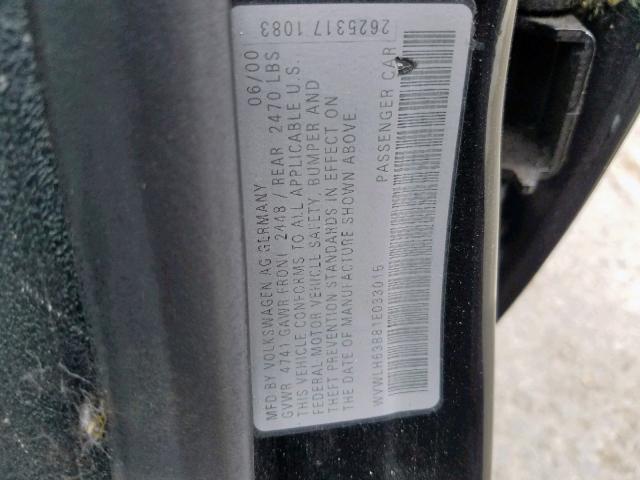 MFD BY VOLKSWAGEN AG GERMANY 06/00
GVWR 4741 GAWR FRONT 2448 / REAR 2470 LBS
THIS VEHICLE CONFORMS TO ALL APPLICABLE U.S.
FEDERAL MOTOR VEHICLE SAFETY, BUMPER AND
THEFT PREVENTION STANDARDS IN EFFECT ON
THE DATE OF MANUFACTURE SHOWN ABOVE
2625317 1083
WVWLH63B81E033016 PASSENGER CAR